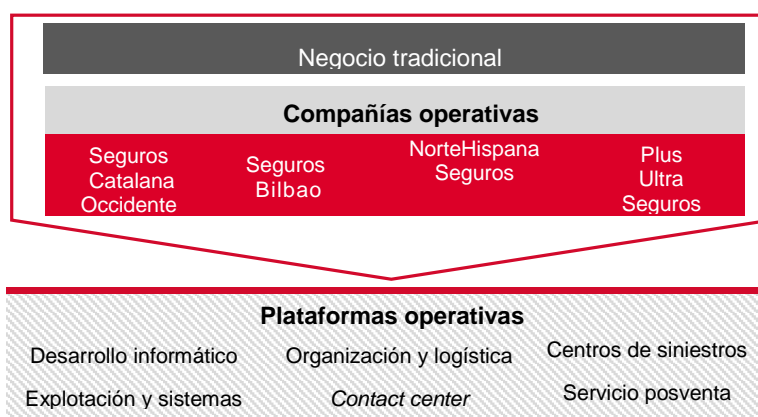 Negocio tradicional
Compañías operativas
Seguros
Catalana
Occidente
Seguros
Bilbao
NorteHispana
Seguros
Plus
Ultra
Seguros
Plataformas operativas
Desarrollo informático
Organización y logística
Centros de siniestros
Explotación y sistemas
Contact center
Servicio posventa